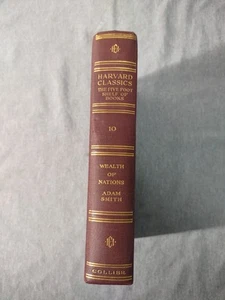 HARVARD
CLASSICS
THE FIVE FOOT
SHELF OF
BOOKS
10
WEALTH
OF
NATIONS
ADAM
SMITH
COLLIER